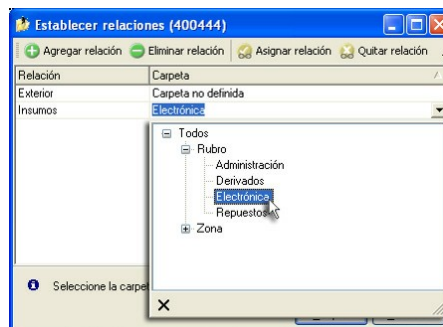 Establecer relaciones (400444)
Agregar relación Eliminar relación Asignar relación Quitar relación
Relación Carpeta
Exterior Carpeta no definida
Insumos Electrónica
Todos
Rubro
Administración
Derivados
Electrónica
Repuestos
Zona
Seleccione la